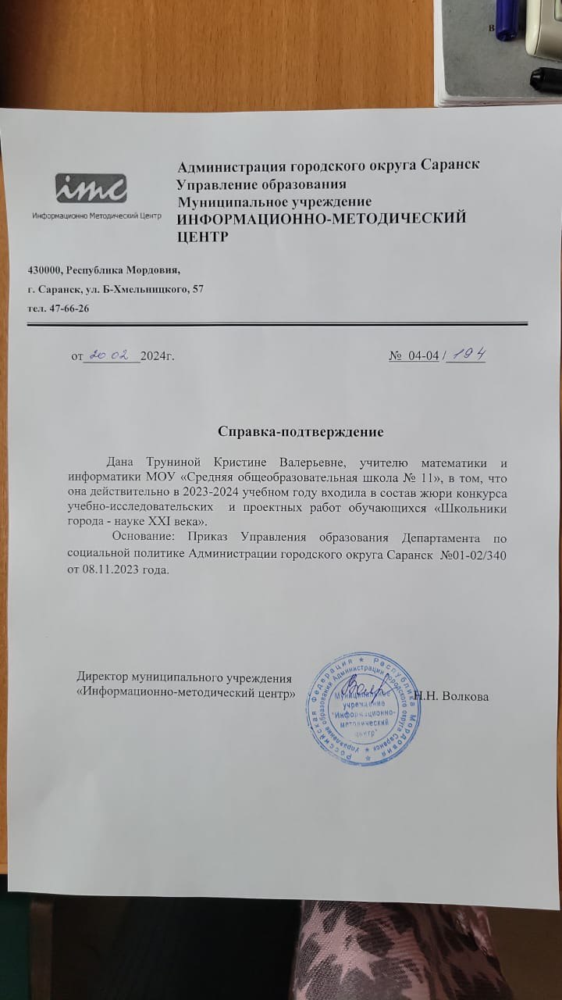 в
imc
Информационно Методический Центр
Администрация городского округа Саранск
Управление образования
Муниципальное учреждение
ИНФОРМАЦИОННО-МЕТОДИЧЕСКИЙ
ЦЕНТР
430000, Республика Мордовия,
г. Саранск, ул. Б-Хмельницкого, 57
тел. 47-66-26
от 20.02 2024г.
№ 04-04 / 194
Справка-подтверждение
Дана Труниной Кристине Валерьевне, учителю математики и
информатики МОУ «Средняя общеобразовательная школа № 11», в том, что
она действительно в 2023-2024 учебном году входила в состав жюри конкурса
учебно-исследовательских и проектных работ обучающихся «Школьники
города - науке XXI века».
Основание: Приказ Управления образования Департамента по
социальной политике Администрации городского округа Саранск №01-02/340
от 08.11.2023 года.
Директор муниципального учреждения
«Информационно-методический центр»
Н.Н. Волкова
Российская Федерация ★ Республика Мордовия ★
Управление образования Администрации городского округа Саранск ★
Муниципальное
учреждение
"Информационно-
методический
центр"